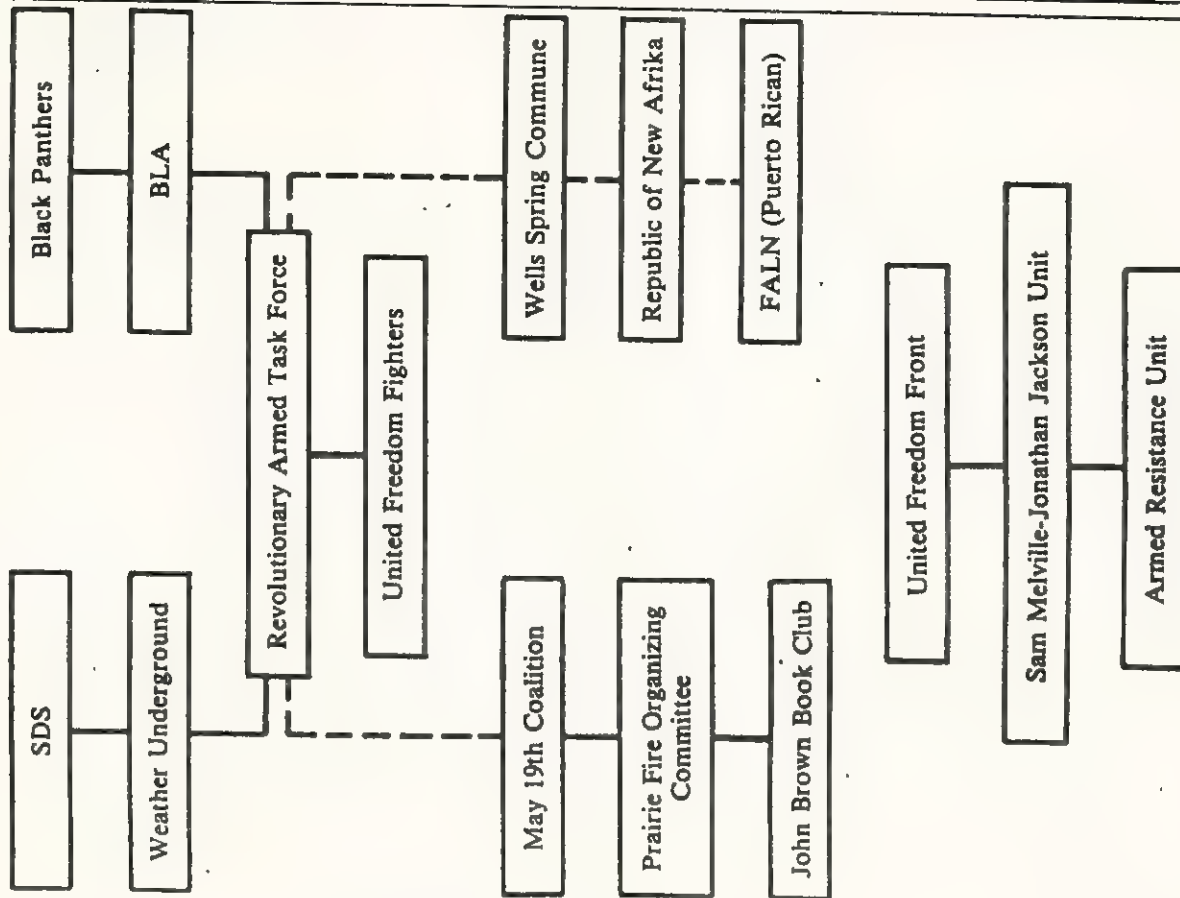 SDS
Black Panthers
Weather Underground
BLA
Revolutionary Armed Task Force
United Freedom Fighters
May 19th Coalition
Prairie Fire Organizing
Committee
John Brown Book Club
Wells Spring Commune
Republic of New Afrika
FALN (Puerto Rican)
United Freedom Front
Sam Melville-Jonathan Jackson Unit
Armed Resistance Unit